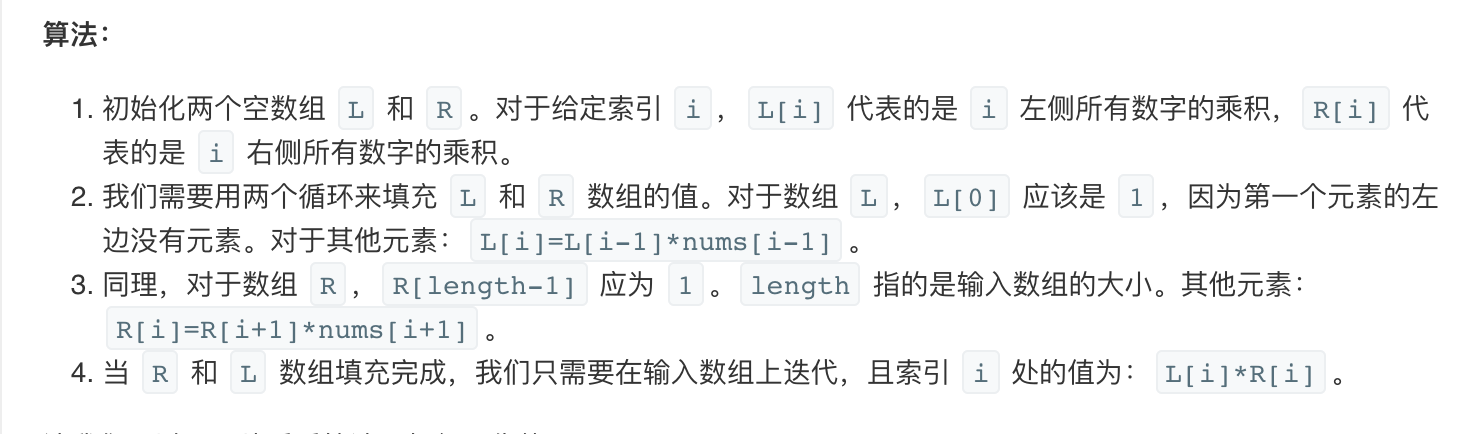 算法：
1. 初始化两个空数组 L 和 R 。对于给定索引 i ， L[i] 代表的是 i 左侧所有数字的乘积， R[i] 代
表的是 i 右侧所有数字的乘积。
2. 我们需要用两个循环来填充 L 和 R 数组的值。对于数组 L ， L[0] 应该是 1 ，因为第一个元素的左
边没有元素。对于其他元素： L[i]=L[i-1]*nums[i-1] 。
3. 同理，对于数组 R ， R[length-1] 应为 1 。 length 指的是输入数组的大小。其他元素：
R[i]=R[i+1]*nums[i+1] 。
4. 当 R 和 L 数组填充完成，我们只需要在输入数组上迭代，且索引 i 处的值为： L[i]*R[i] 。